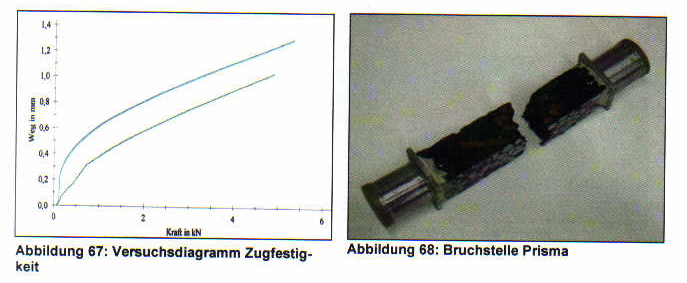 1,4
1,2
1,0
0,8
0,6
0,4
0,2
0,0
Weg in mm
0
2
4
6
Kraft in kN
Abbildung 67: Versuchsdiagramm Zugfestig-
keit
Abbildung 68: Bruchstelle Prisma